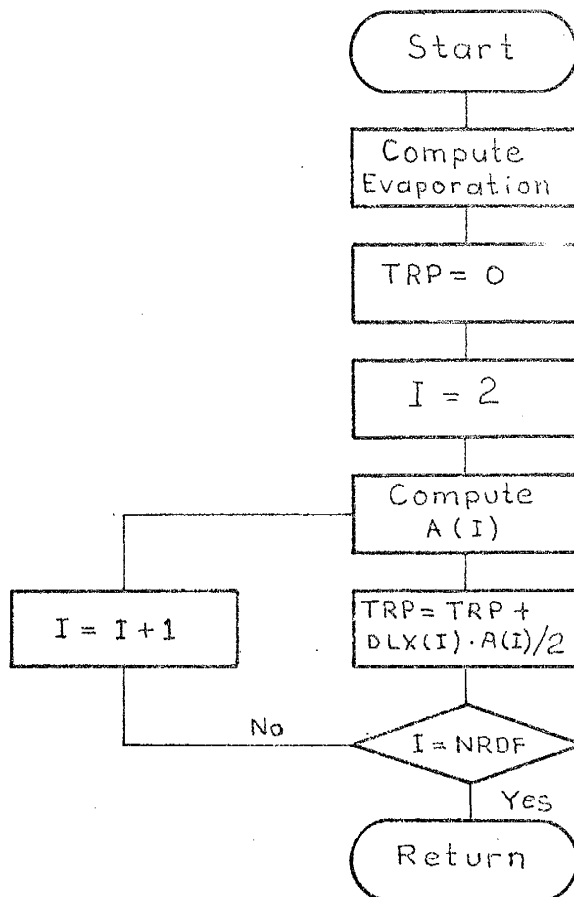 Start
Compute
Evaporation
TRP = 0
I = 2
Compute
A(I)
I = I+1
TRP = TRP +
DLX(I)·A(I)/2
No
I = NRDF
Yes
Return